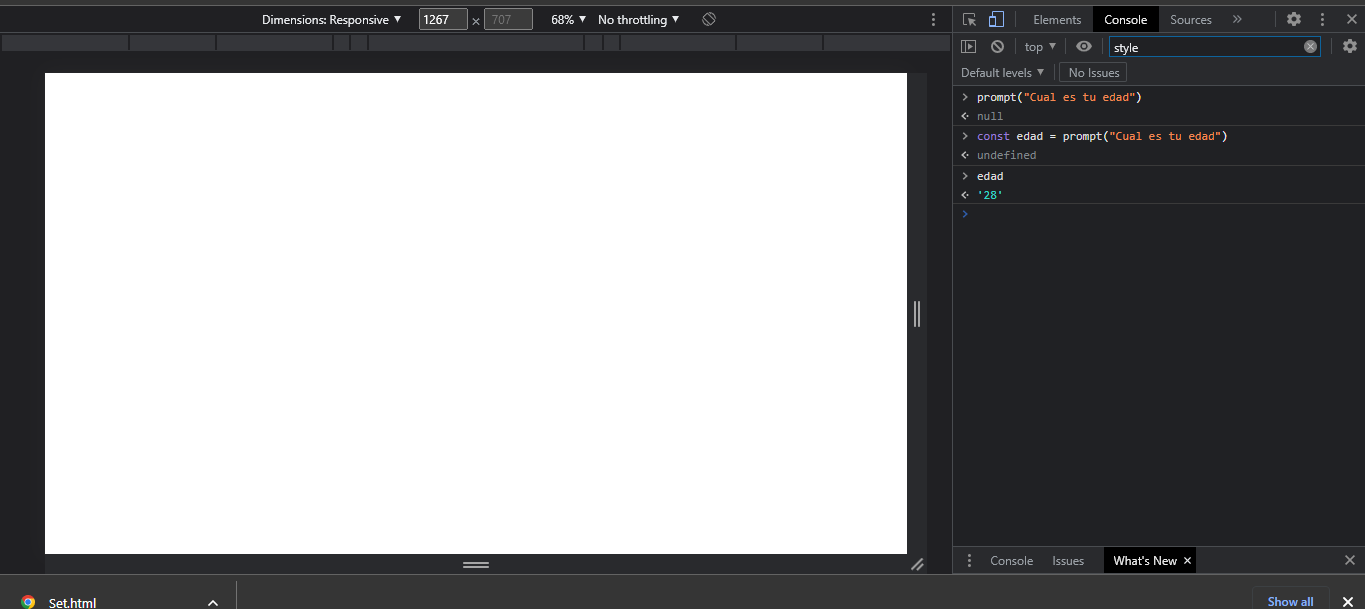 Dimensions: Responsive ▼ 1267 × 707 68% ▼ No throttling ▼
Elements Console Sources »
top ▼ style
Default levels ▼ No Issues
> prompt("Cual es tu edad")
null
> const edad = prompt("Cual es tu edad")
undefined
> edad
'28'
>
Console Issues What's New ×
Set.html Show all